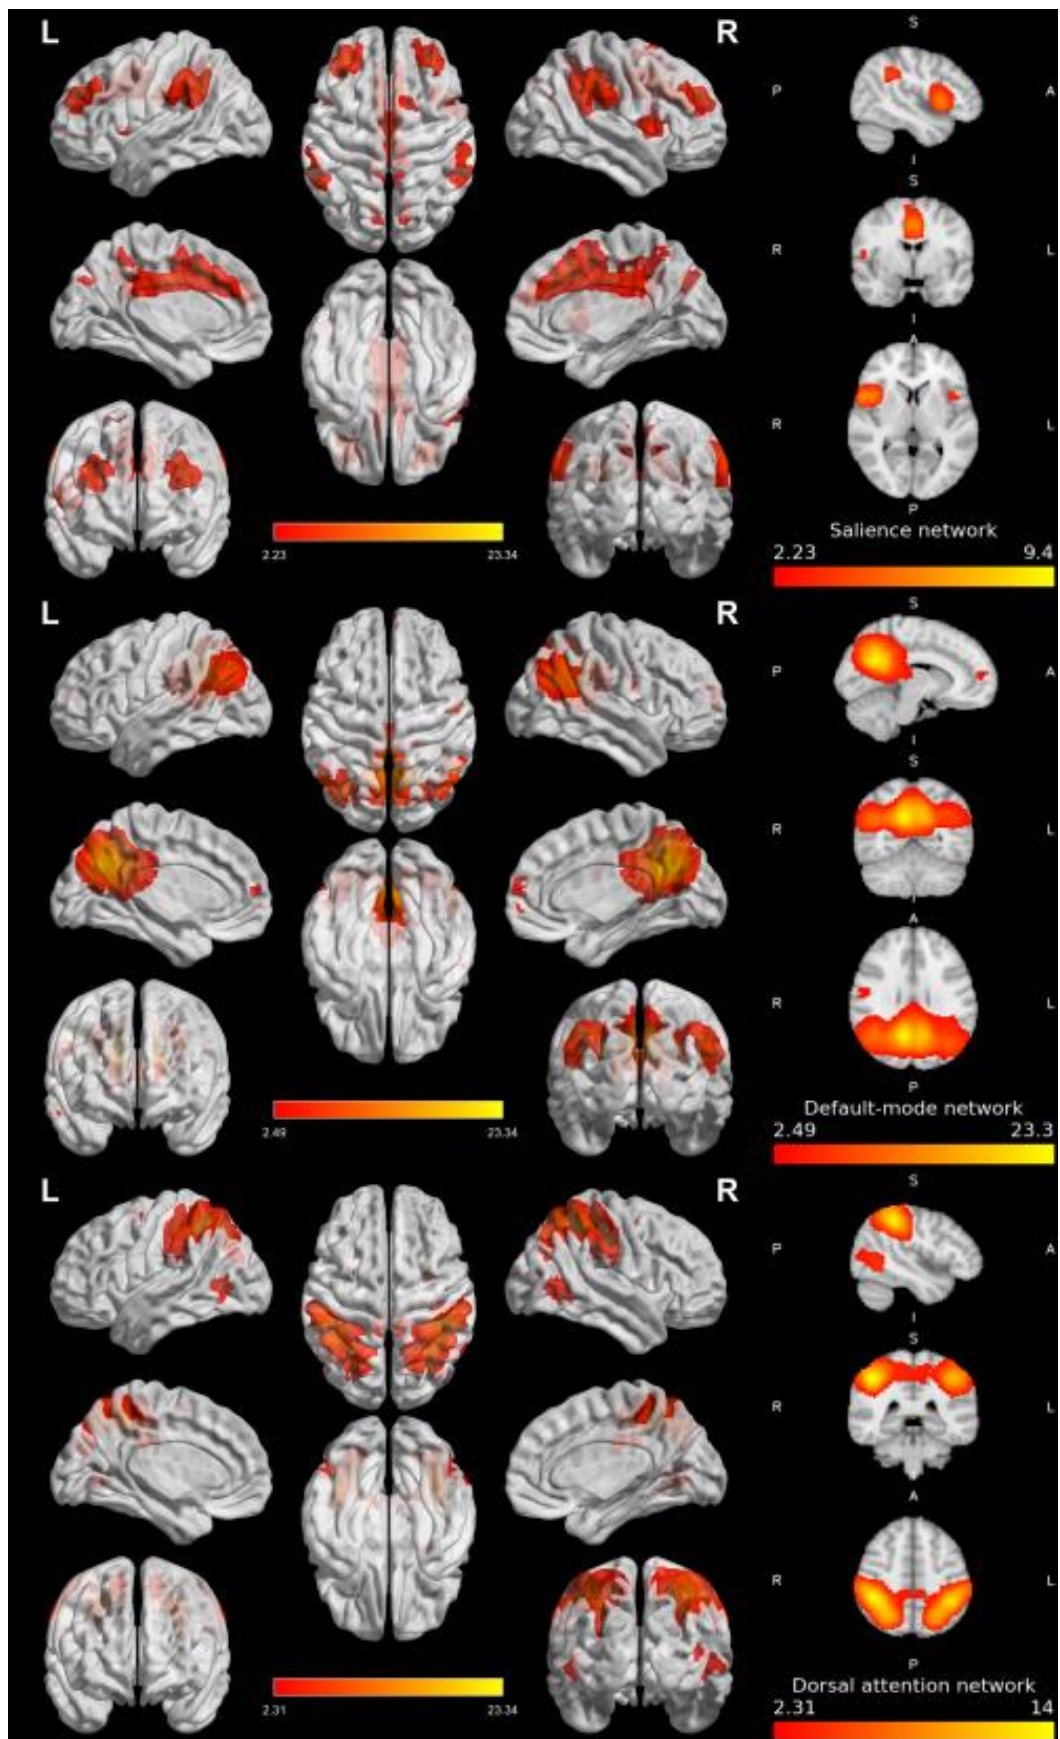 L
R
S
P
A
I
S
R
L
I
A
R
L
P
2.23
23.34
Salience network
2.23
9.4
L
R
S
P
A
I
S
R
L
I
A
R
L
P
2.49
23.34
Default-mode network
2.49
23.3
L
R
S
P
A
I
S
R
L
A
R
L
P
2.31
23.34
Dorsal attention network
2.31
14